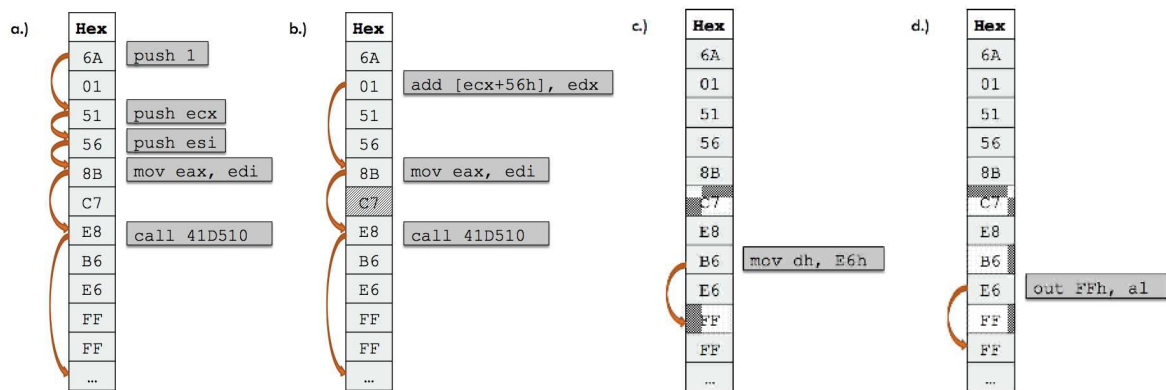 a.)
Hex
6A push 1
01
51 push ecx
56 push esi
8B mov eax, edi
C7
E8 call 41D510
B6
E6
FF
FF
…
b.)
Hex
6A
01 add [ecx+56h], edx
51
56
8B mov eax, edi
C7
E8 call 41D510
B6
E6
FF
FF
…
c.)
Hex
6A
01
51
56
8B
C7
E8
B6 mov dh, E6h
E6
FF
FF
…
d.)
Hex
6A
01
51
56
8B
C7
E8
B6
E6 out FFh, al
FF
FF
…